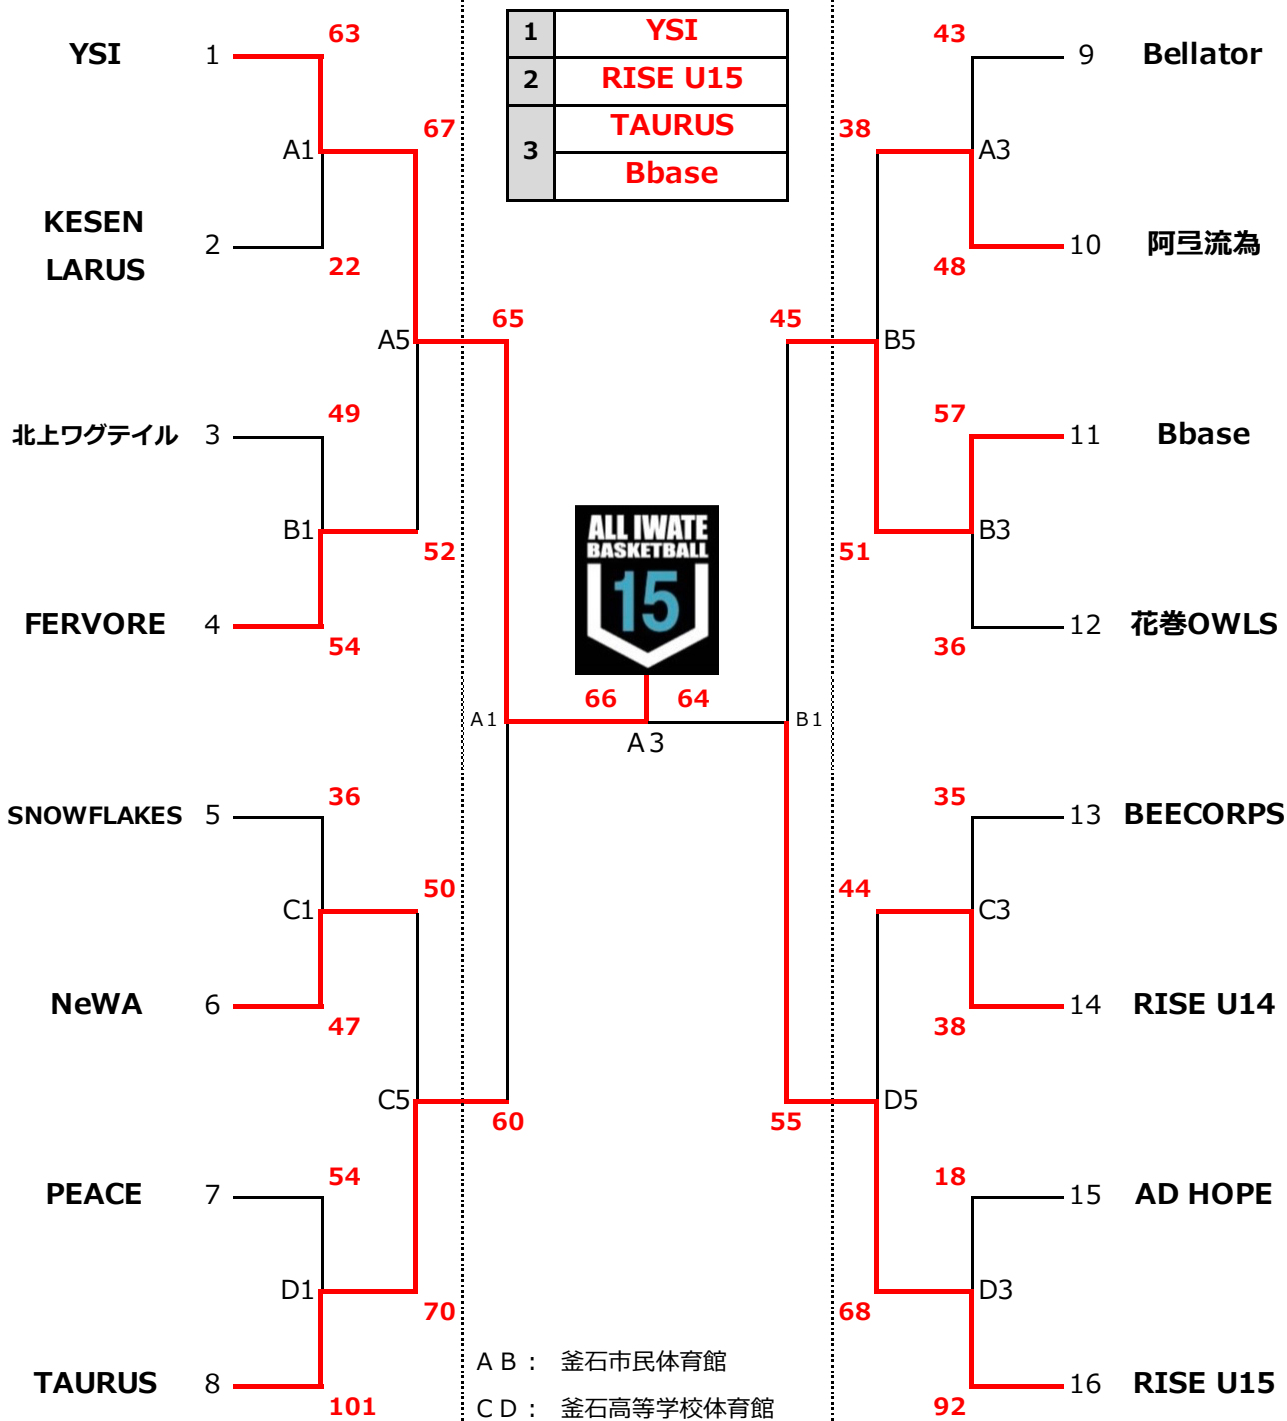 63
43
1 YSI
YSI 1
9 Bellator
2 RISE U15
67
TAURUS
38
A1
3
A3
Bbase
KESEN
2
LARUS
10 阿弖流為
22
48
65
45
A5
B5
49
57
北上ワグテイル 3
11 Bbase
ALL IWATE
BASKETBALL
15
B1
B3
52
51
FERVORE 4
12 花巻OWLS
54
36
66 64
A1
B1
A3
36
35
SNOWFLAKES 5
13 BEECORPS
50
44
C1
C3
NeWA 6
14 RISE U14
47
38
C5
D5
60
55
54
18
PEACE 7
15 AD HOPE
D1
D3
70
68
AB: 釜石市民体育館
TAURUS 8
16 RISE U15
101
92
CD: 釜石高等学校体育館